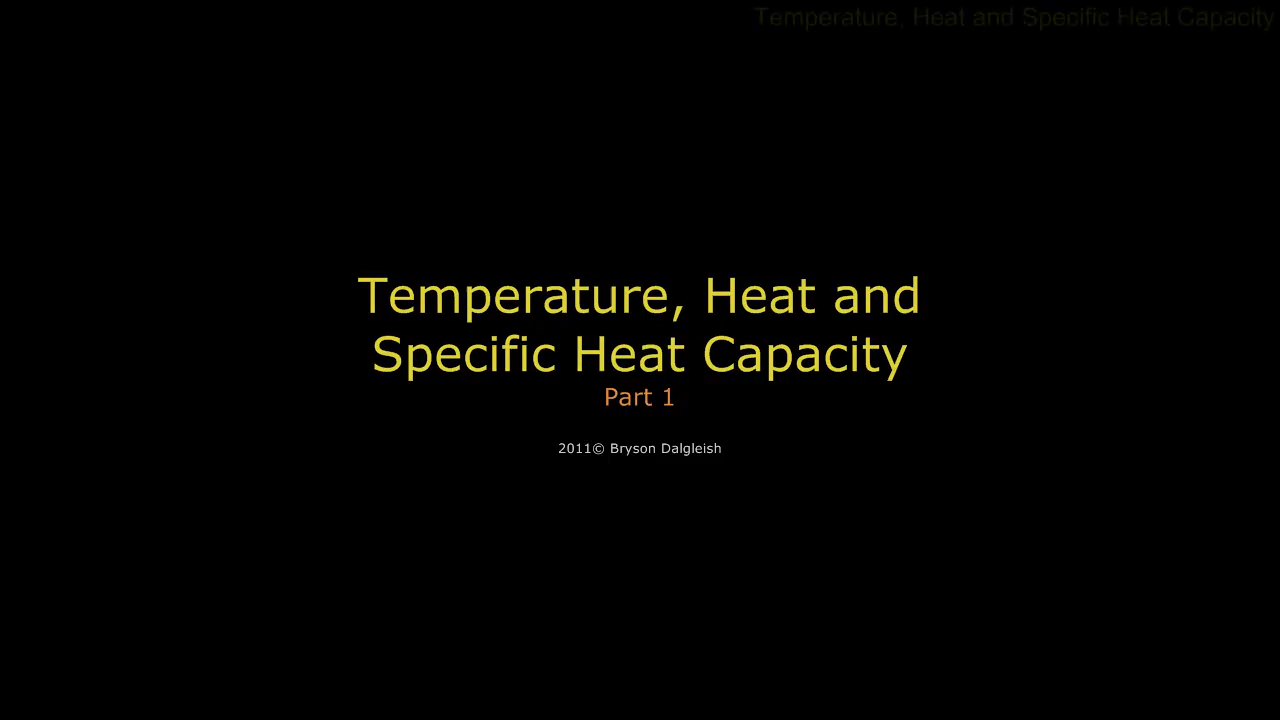 Temperature, Heat and Specific Heat Capacity
Temperature, Heat and
Specific Heat Capacity
Part 1
2011© Bryson Dalgleish